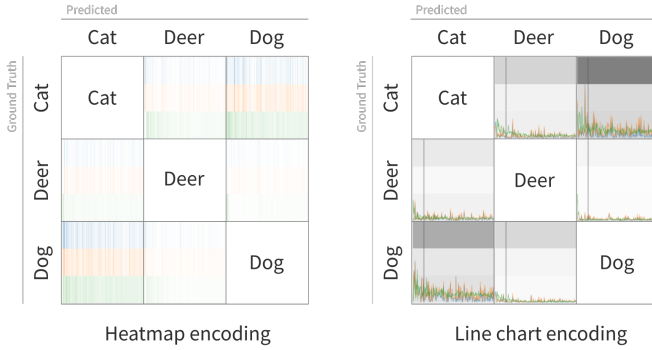 Predicted
Cat Deer Dog
Ground Truth
Cat
Deer
Dog
Cat
Deer
Dog
Heatmap encoding
Predicted
Cat Deer Dog
Ground Truth
Cat
Deer
Dog
Cat
Deer
Dog
Line chart encoding